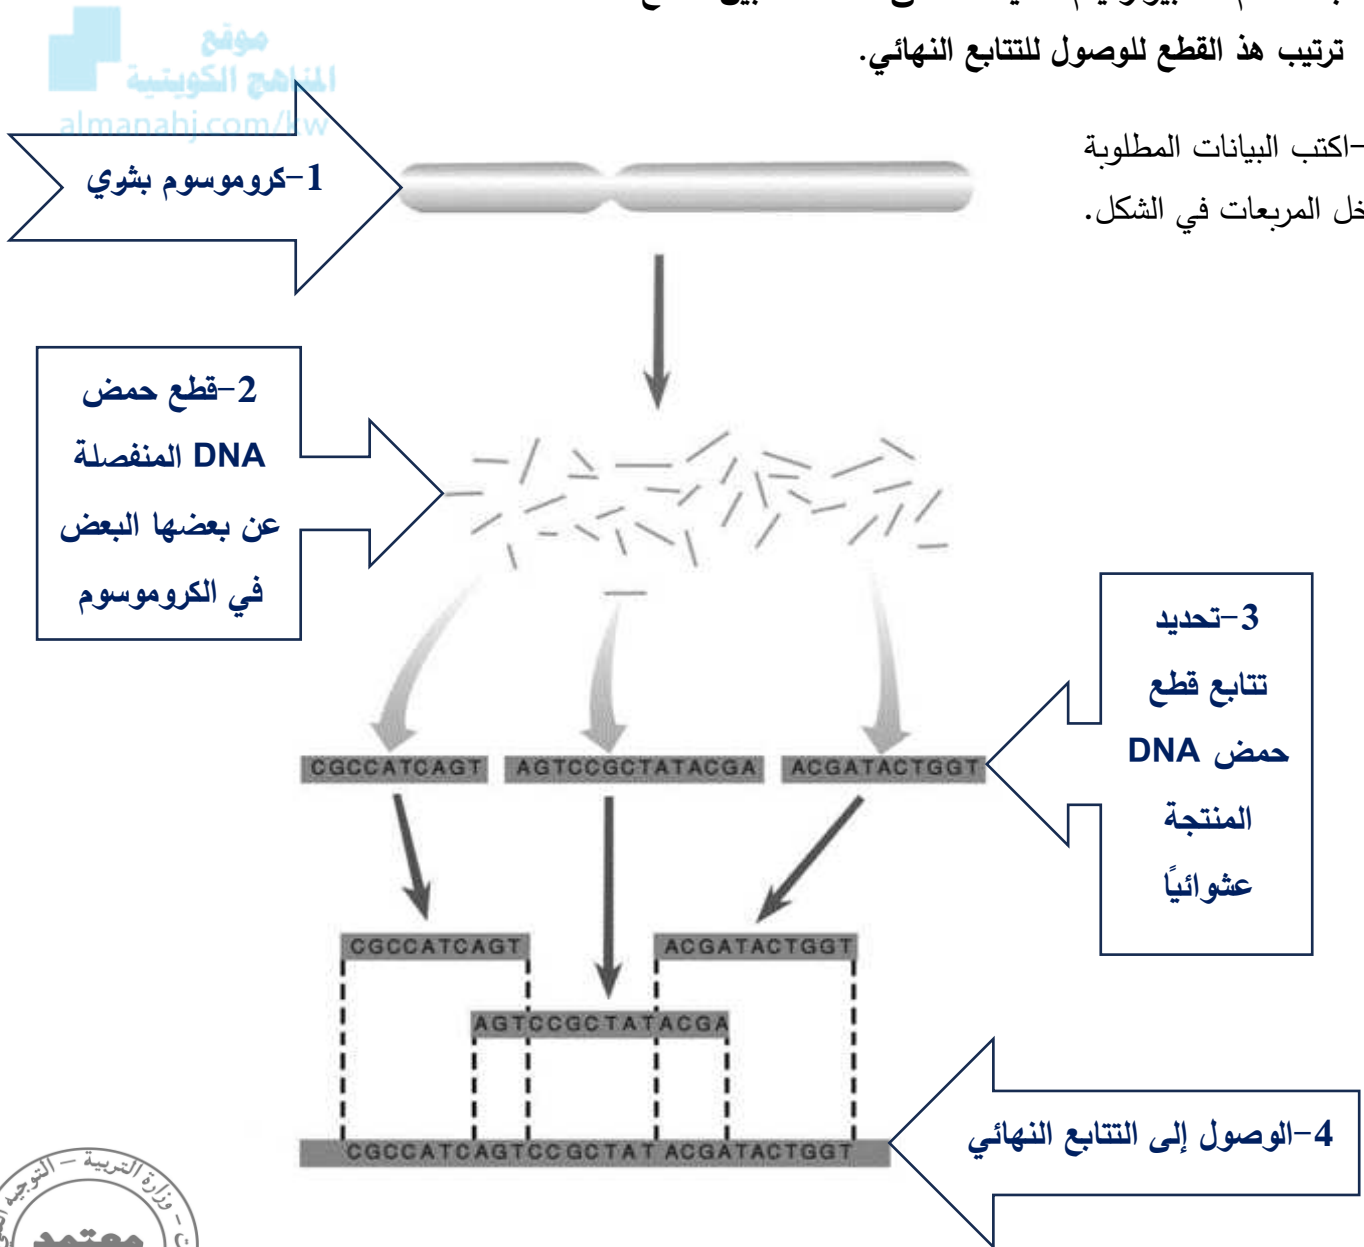 ترتيب هذ القطع للوصول للتتابع النهائي.
موقع
المناهج الكويتية
almanahj.com/kw
-اكتب البيانات المطلوبة
المربعات في الشكل.
1-كروموسوم بشري
2-قطع حمض
DNA المنفصلة
عن بعضها البعض
في الكروموسوم
3-تحديد
تتابع قطع
حمض DNA
المنتجة
عشوائيًا
CGCCATCAGT AGTCCGCTATACGA ACGATACTGGT
CGCCATCAGT ACGATACTGGT
AGTCCGCTATACGA
CGCCATCAGTCCGCTATACGATACTGGT
4-الوصول إلى التتابع النهائي
وزارة التربية – التوجيه
معتمد